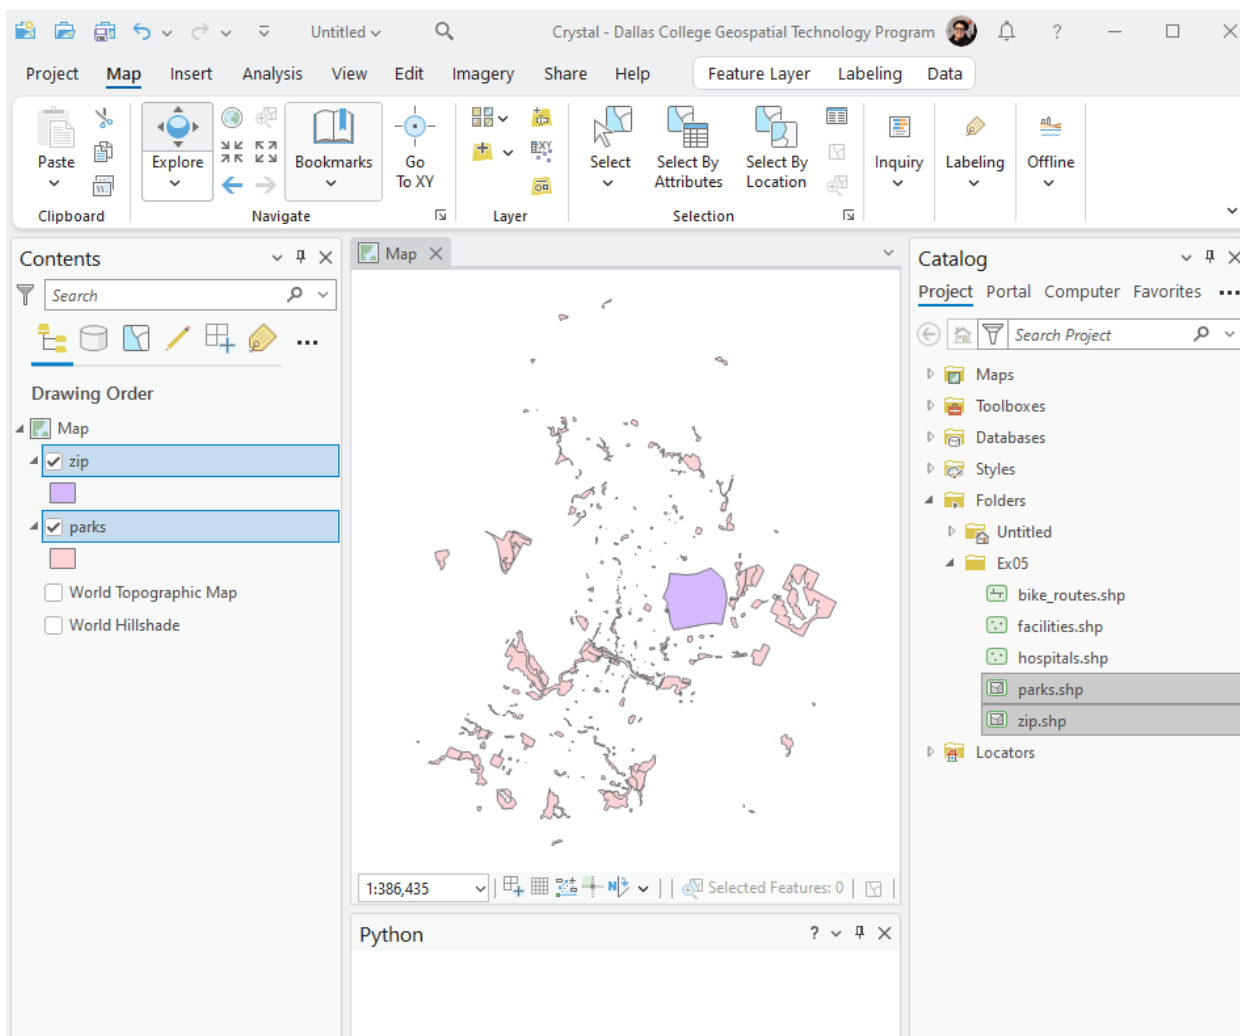 Untitled
Crystal - Dallas College Geospatial Technology Program
?
Project Map Insert Analysis View Edit Imagery Share Help Feature Layer Labeling Data
Paste
Explore
Bookmarks
Go
To XY
Select
Select By
Attributes
Select By
Location
Inquiry
Labeling
Offline
Clipboard
Navigate
Layer
Selection
Contents
Search
Drawing Order
Map
zip
parks
World Topographic Map
World Hillshade
Map
1:386,435
Selected Features: 0
Python
?
Catalog
Project Portal Computer Favorites
Search Project
Maps
Toolboxes
Databases
Styles
Folders
Untitled
Ex05
bike_routes.shp
facilities.shp
hospitals.shp
parks.shp
zip.shp
Locators